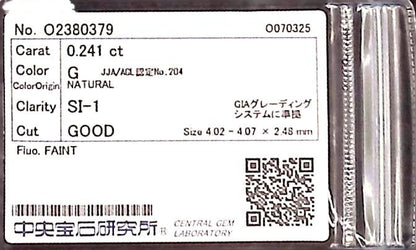 No. O2380379 O070325
Carat 0.241 ct
Color G JJA/AGL認定No.204
ColorOrigin NATURAL
Clarity SI-1 GIAグレーディング
システムに準拠
Cut GOOD Size 4.02 - 4.07 × 2.48 mm
Fluo. FAINT
中央宝石研究所® CENTRAL GEM
LABORATORY